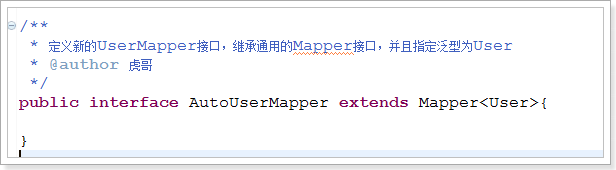 /**
 * 定义新的UserMapper接口,继承通用的Mapper接口,并且指定泛型为User
 * @author 虎哥
 */
public interface AutoUserMapper extends Mapper<User>{
}